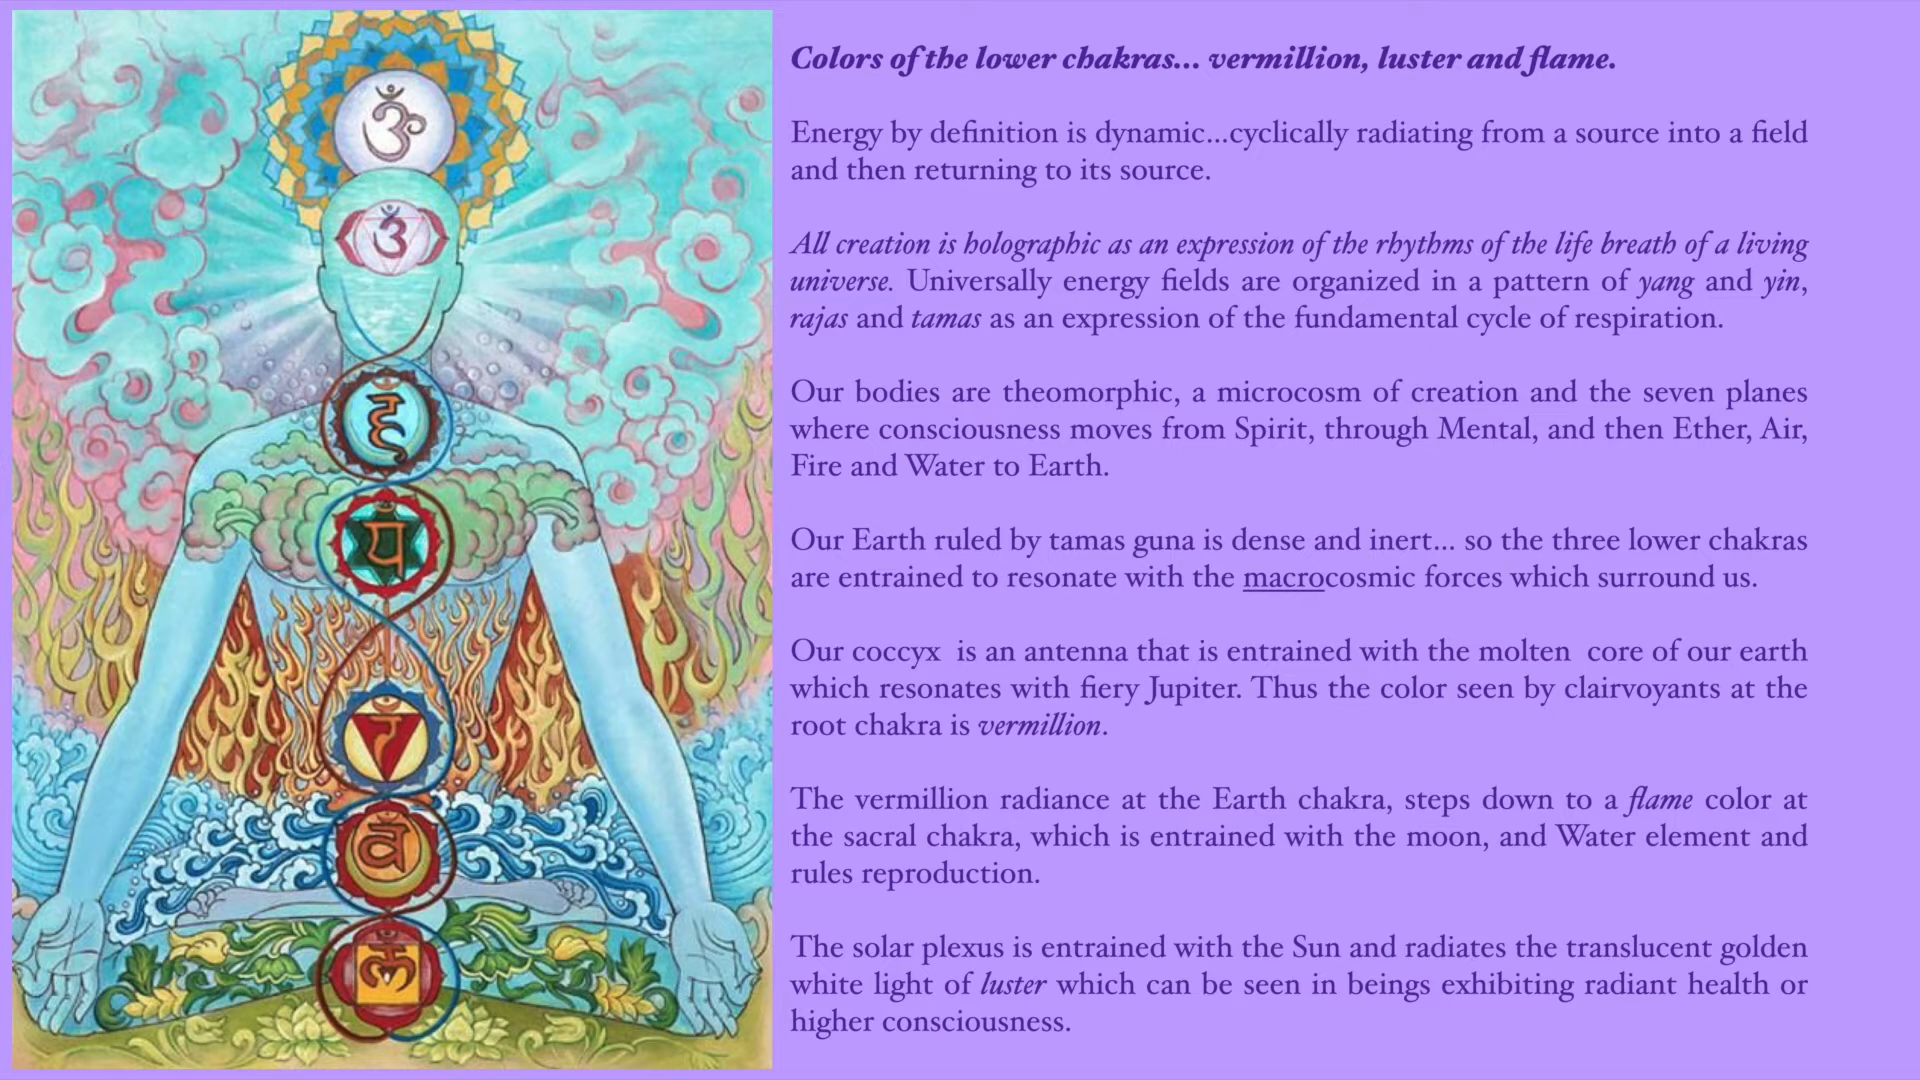 ॐ
ॐ
हं
यं
रं
वं
लं
Colors of the lower chakras... vermillion, luster and flame.
Energy by definition is dynamic...cyclically radiating from a source into a field
and then returning to its source.
All creation is holographic as an expression of the rhythms of the life breath of a living
universe. Universally energy fields are organized in a pattern of yang and yin,
rajas and tamas as an expression of the fundamental cycle of respiration.
Our bodies are theomorphic, a microcosm of creation and the seven planes
where consciousness moves from Spirit, through Mental, and then Ether, Air,
Fire and Water to Earth.
Our Earth ruled by tamas guna is dense and inert... so the three lower chakras
are entrained to resonate with the macrocosmic forces which surround us.
Our coccyx is an antenna that is entrained with the molten core of our earth
which resonates with fiery Jupiter. Thus the color seen by clairvoyants at the
root chakra is vermillion.
The vermillion radiance at the Earth chakra, steps down to a flame color at
the sacral chakra, which is entrained with the moon, and Water element and
rules reproduction.
The solar plexus is entrained with the Sun and radiates the translucent golden
white light of luster which can be seen in beings exhibiting radiant health or
higher consciousness.